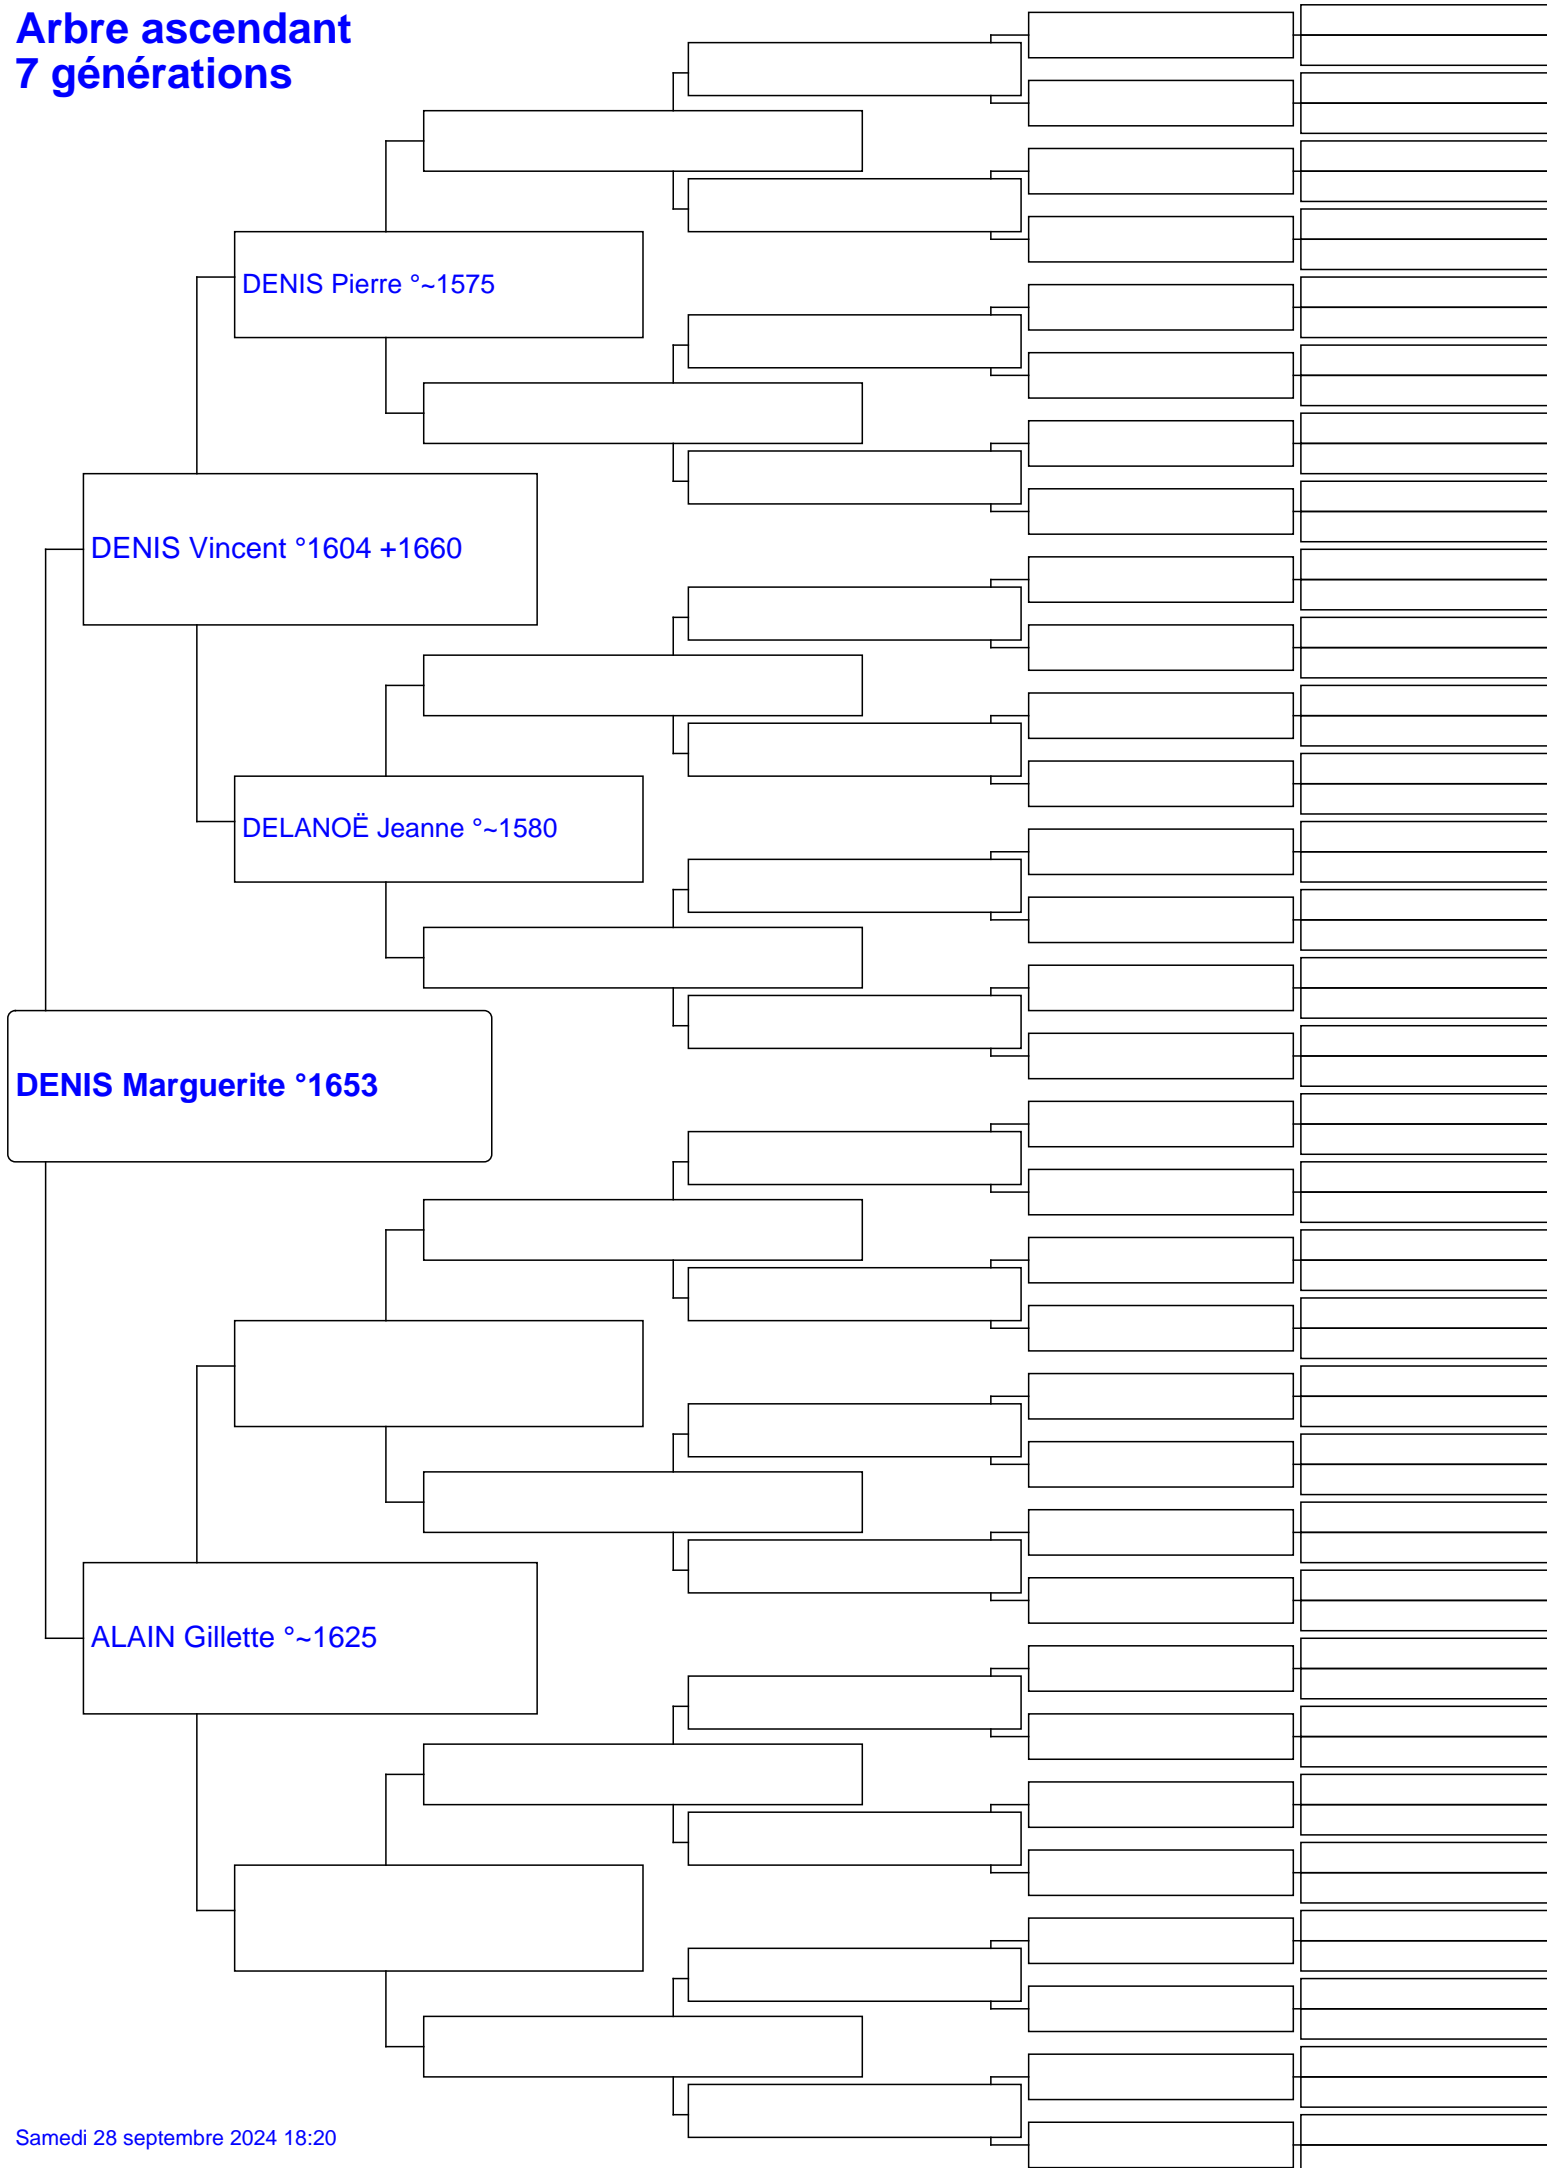 Arbre ascendant
7 générations
DENIS Pierre °~1575
DENIS Vincent °1604 +1660
DELANOË Jeanne °~1580
DENIS Marguerite °1653
ALAIN Gillette °~1625
Samedi 28 septembre 2024 18:20